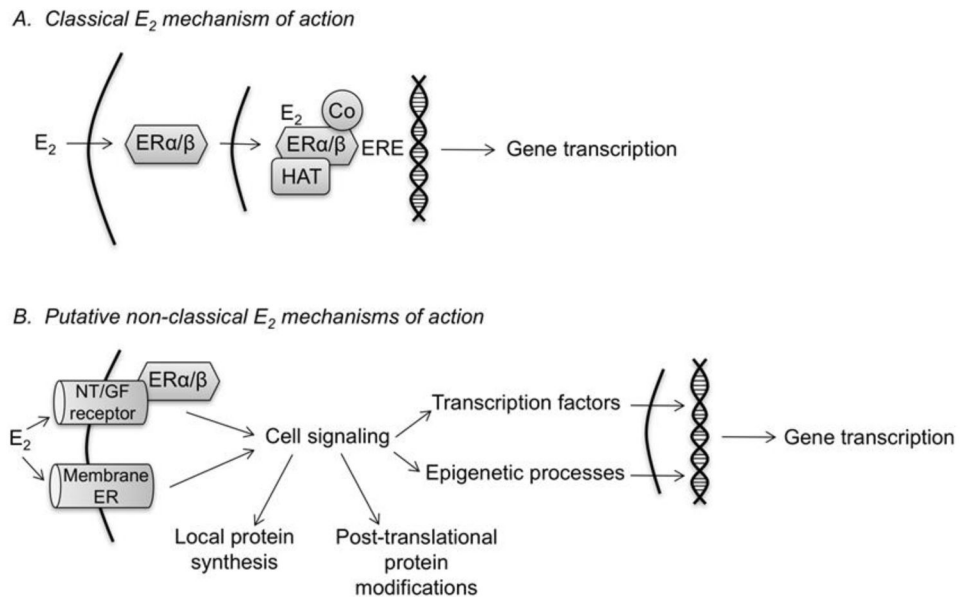 A. Classical E₂ mechanism of action
E₂
ERα/β
E₂
Co
ERα/β
HAT
ERE
Gene transcription
B. Putative non-classical E₂ mechanisms of action
E₂
NT/GF
receptor
ERα/β
Membrane
ER
Cell signaling
Local protein
synthesis
Post-translational
protein
modifications
Transcription factors
Epigenetic processes
Gene transcription